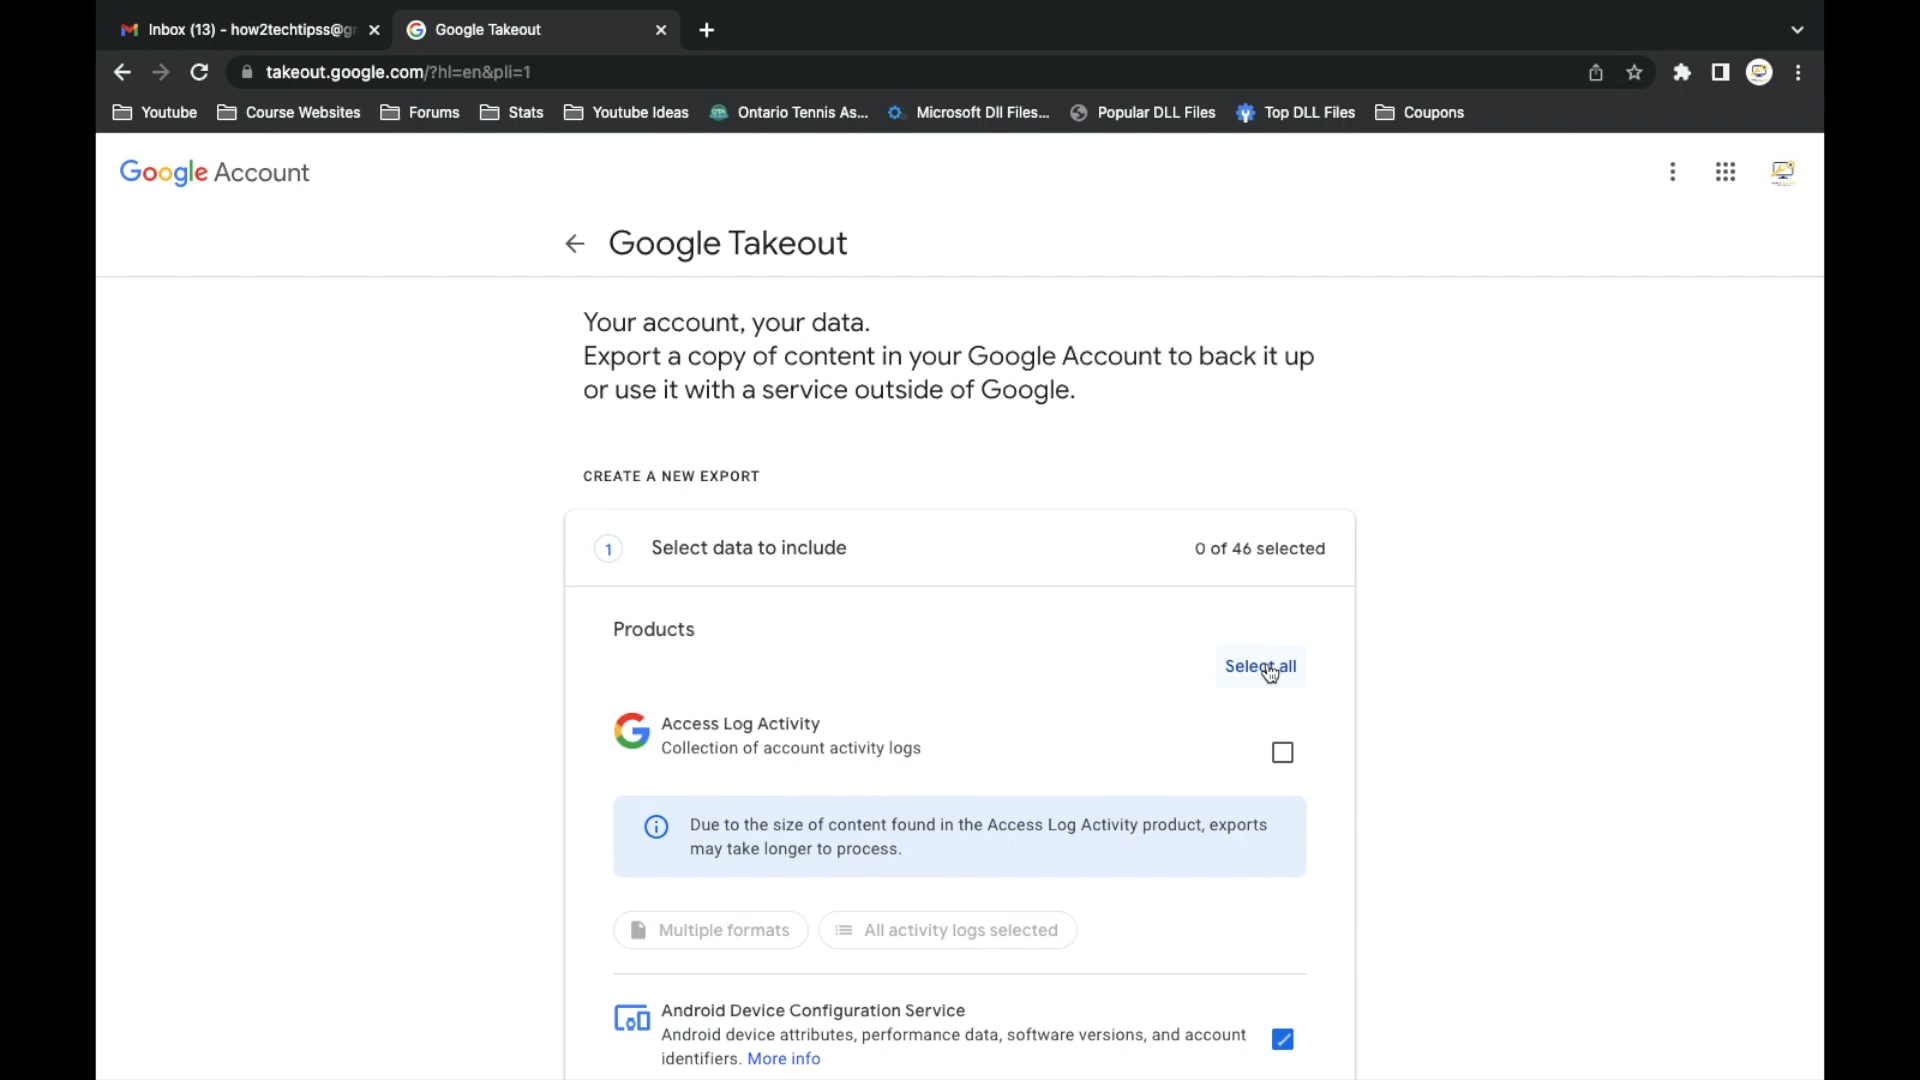 Inbox (13) - how2techtipss@gr
Google Takeout
takeout.google.com/?hl=en&pli=1
Youtube
Course Websites
Forums
Stats
Youtube Ideas
Ontario Tennis As...
Microsoft Dll Files...
Popular DLL Files
Top DLL Files
Coupons
Google Account
Google Takeout
Your account, your data.
Export a copy of content in your Google Account to back it up
or use it with a service outside of Google.
CREATE A NEW EXPORT
1 Select data to include
0 of 46 selected
Products
Select all
Access Log Activity
Collection of account activity logs
Due to the size of content found in the Access Log Activity product, exports
may take longer to process.
Multiple formats
All activity logs selected
Android Device Configuration Service
Android device attributes, performance data, software versions, and account
identifiers. More info